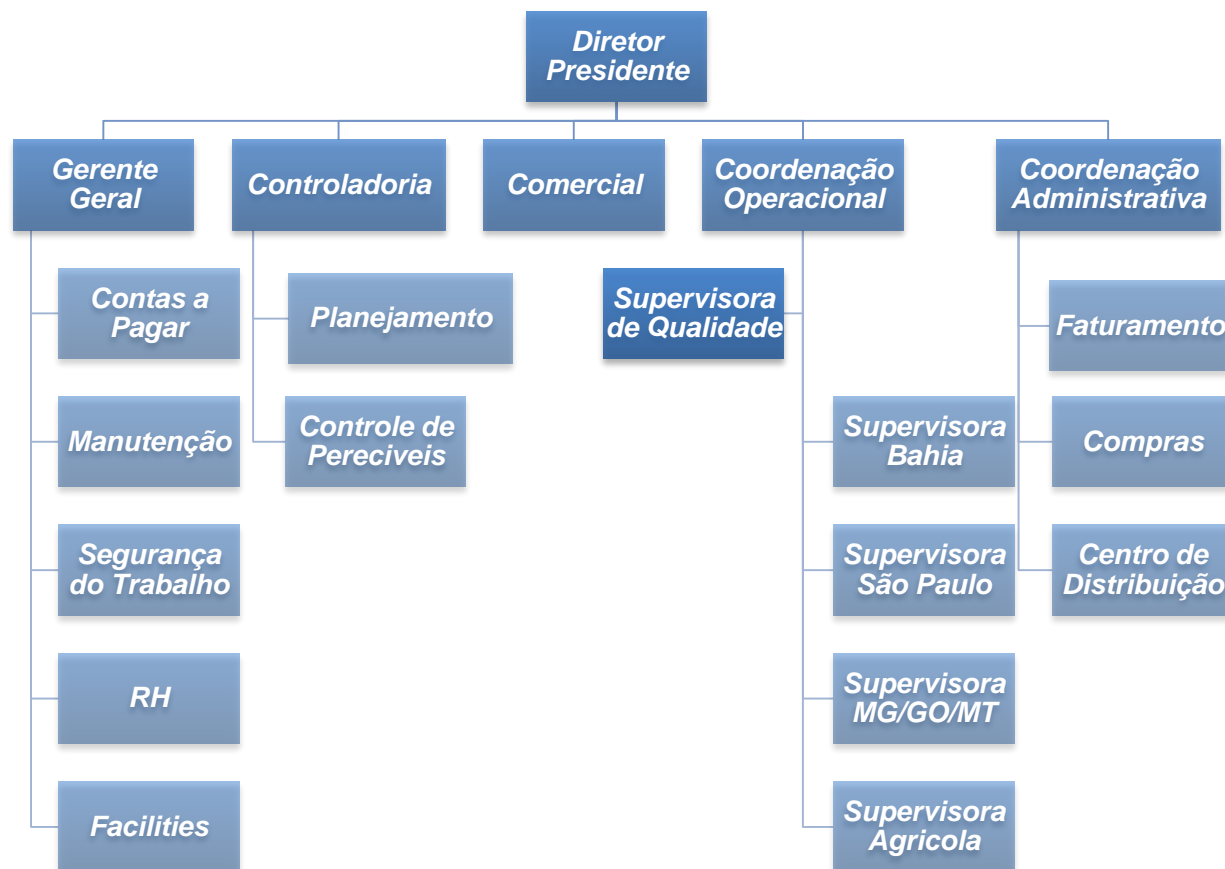 Diretor
Presidente
Gerente
Geral
Controladoria
Comercial
Coordenação
Operacional
Coordenação
Administrativa
Contas a
Pagar
Manutenção
Segurança
do Trabalho
RH
Facilities
Planejamento
Controle de
Pereciveis
Supervisora
de Qualidade
Supervisora
Bahia
Supervisora
São Paulo
Supervisora
MG/GO/MT
Supervisora
Agricola
Faturamento
Compras
Centro de
Distribuição